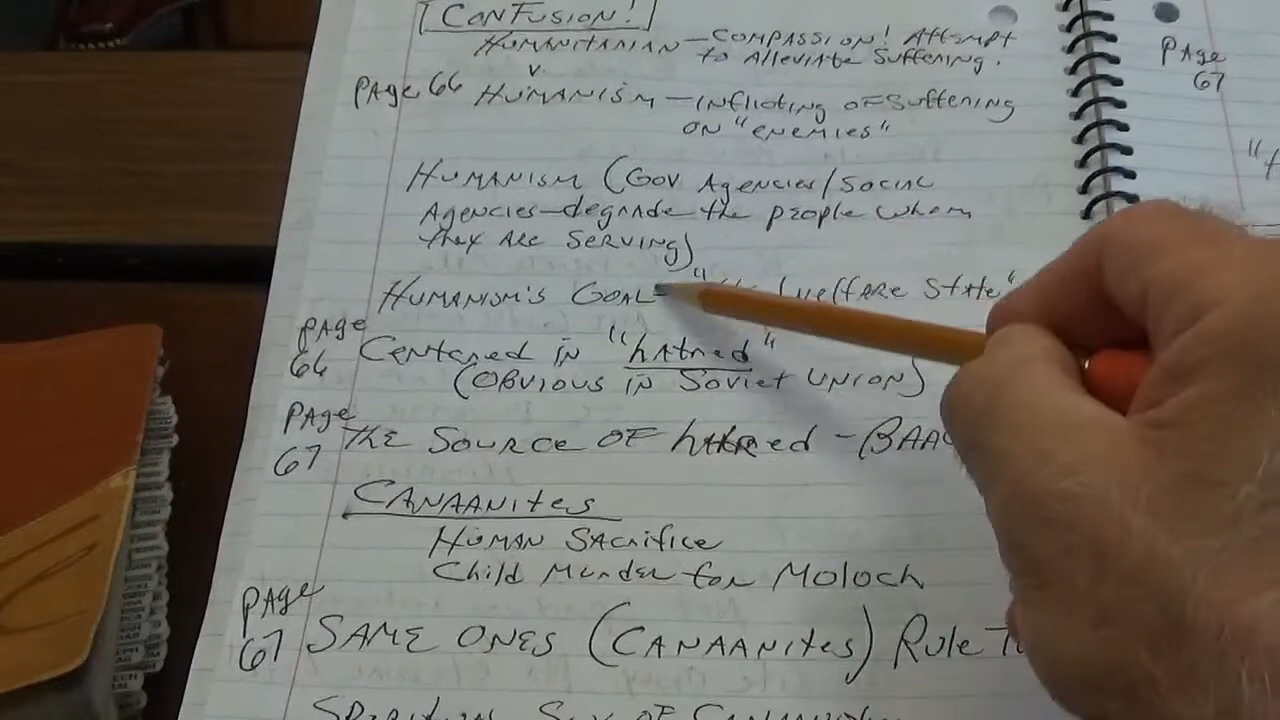 CONFUSION!
HUMANITARIAN - COMPASSION! Attempt
to Alleviate Suffering.
v
PAge 66 HUMANISM - Inflicting of Suffering
ON "ENEMIES"
HUMANISM (Gov Agencies/Social
Agencies-degrade the people whom
they are SERVING)
HUMANISM'S GOAL- " welfare State"
PAge
66 Centered in "hatred"
(OBVIOUS in Soviet UNION)
PAge
67 The Source of hatred -
CANAANites
HUMAN SACrifice
Child Murder for Moloch
PAge
67 SAME ONES (CANAANites) Rule
PAge
67